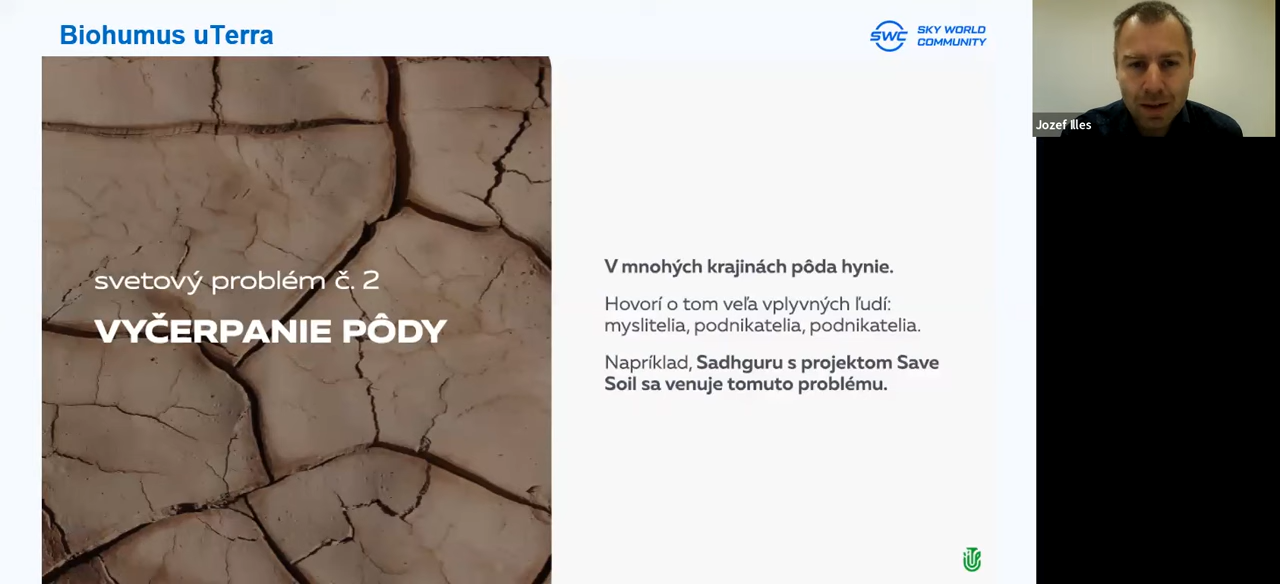 Biohumus uTerra
SWC
SKY WORLD
COMMUNITY
Jozef Illes
svetový problém č. 2
VYČERPANIE PÔDY
V mnohých krajinách pôda hynie.
Hovorí o tom veľa vplyvných ľudí:
myslitelia, podnikatelia, podnikatelia.
Napríklad, Sadhguru s projektom Save
Soil sa venuje tomuto problému.